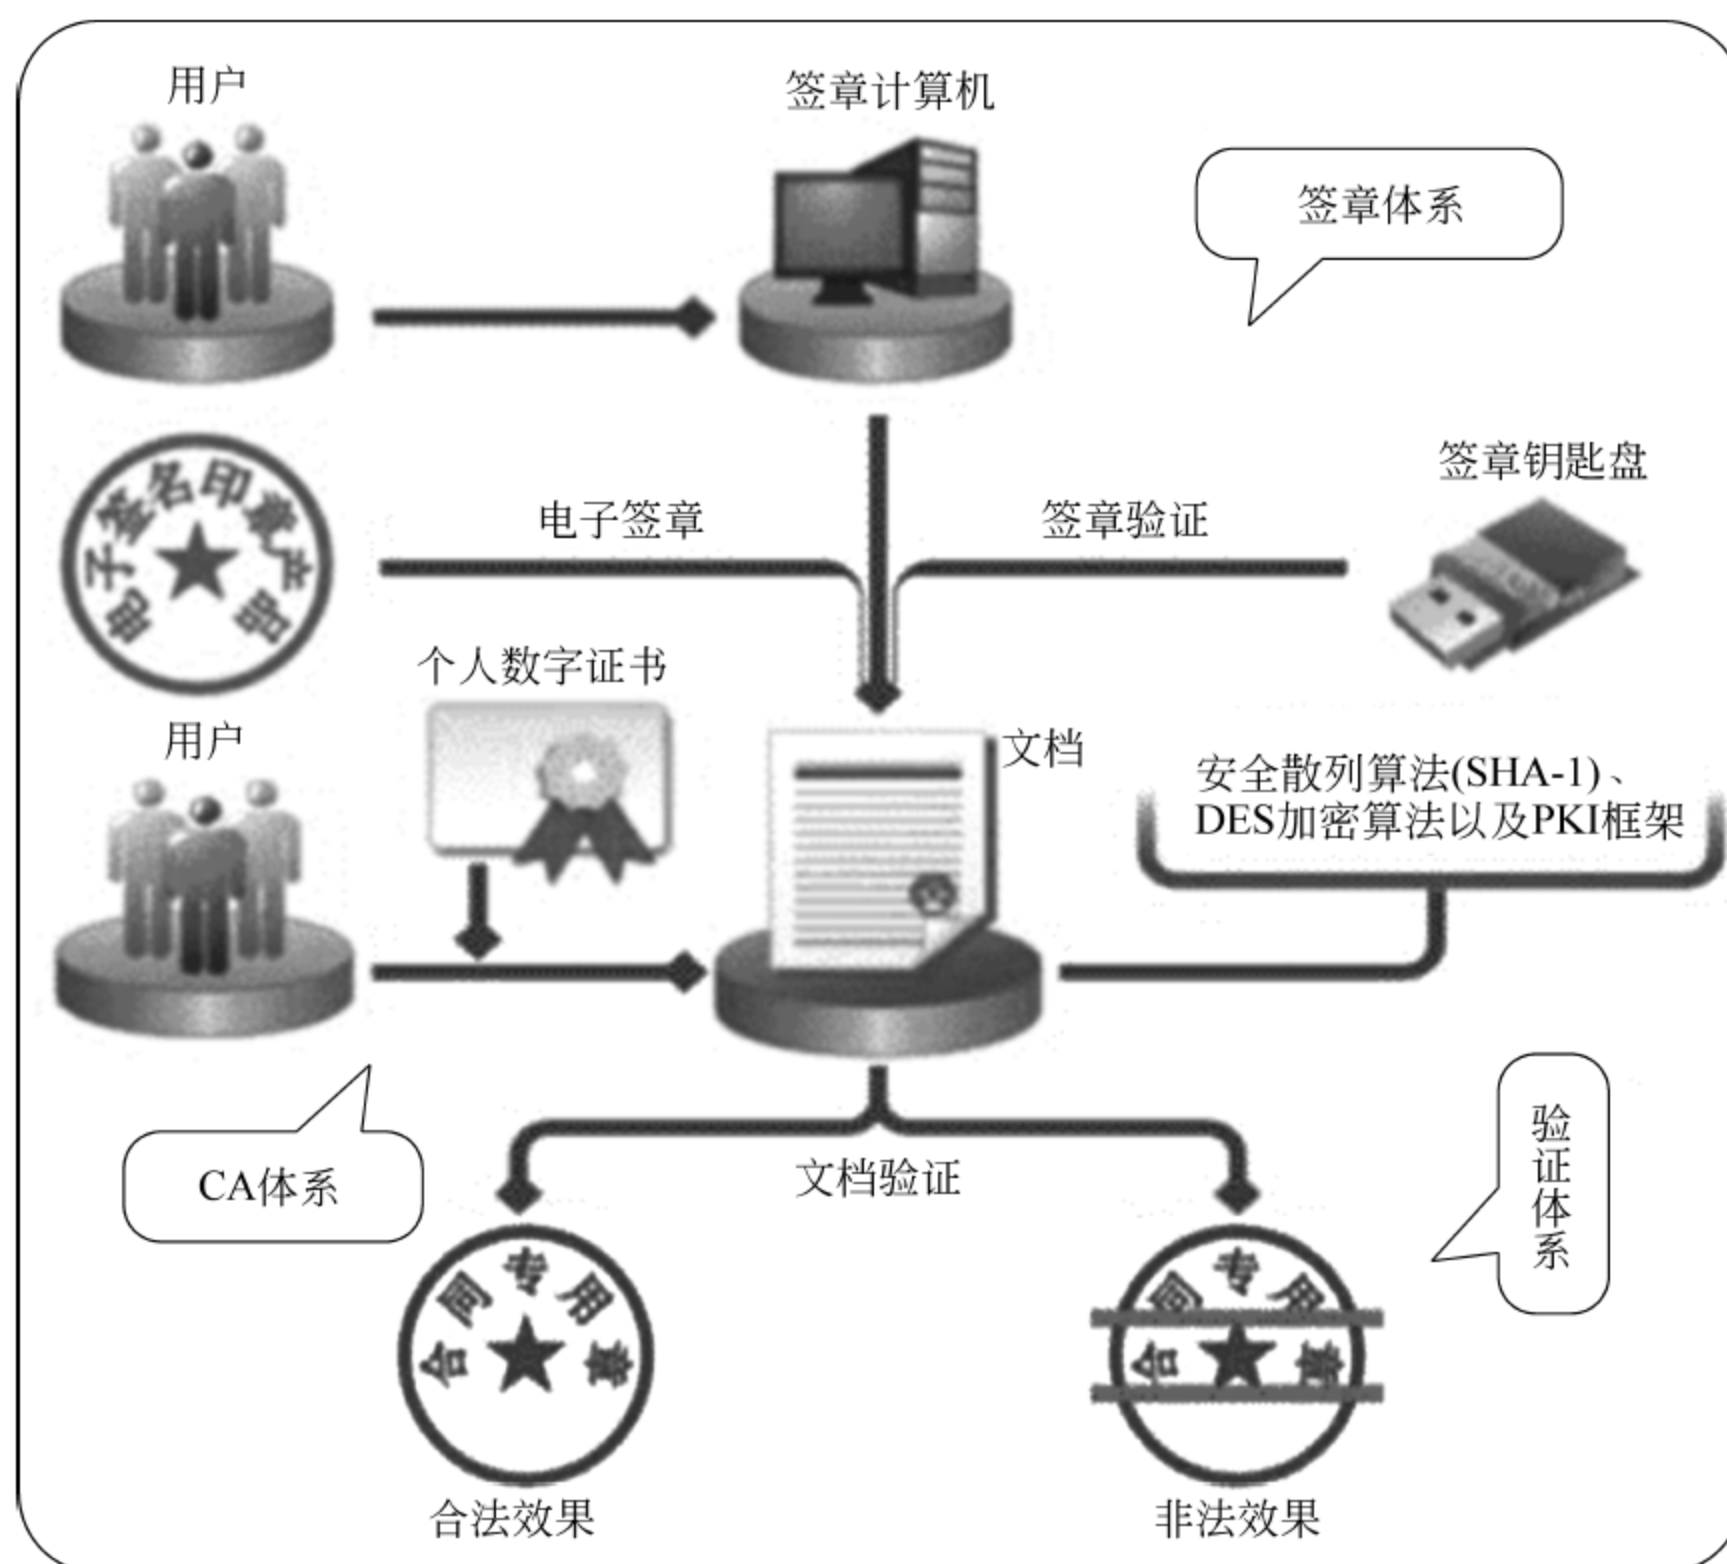 用户
签章计算机
签章体系
电子签名印章产品
电子签章
签章验证
签章钥匙盘
个人数字证书
用户
文档
安全散列算法(SHA-1)、
DES加密算法以及PKI框架
CA体系
文档验证
验证体系
合同专用章
合同专用章
合法效果
非法效果